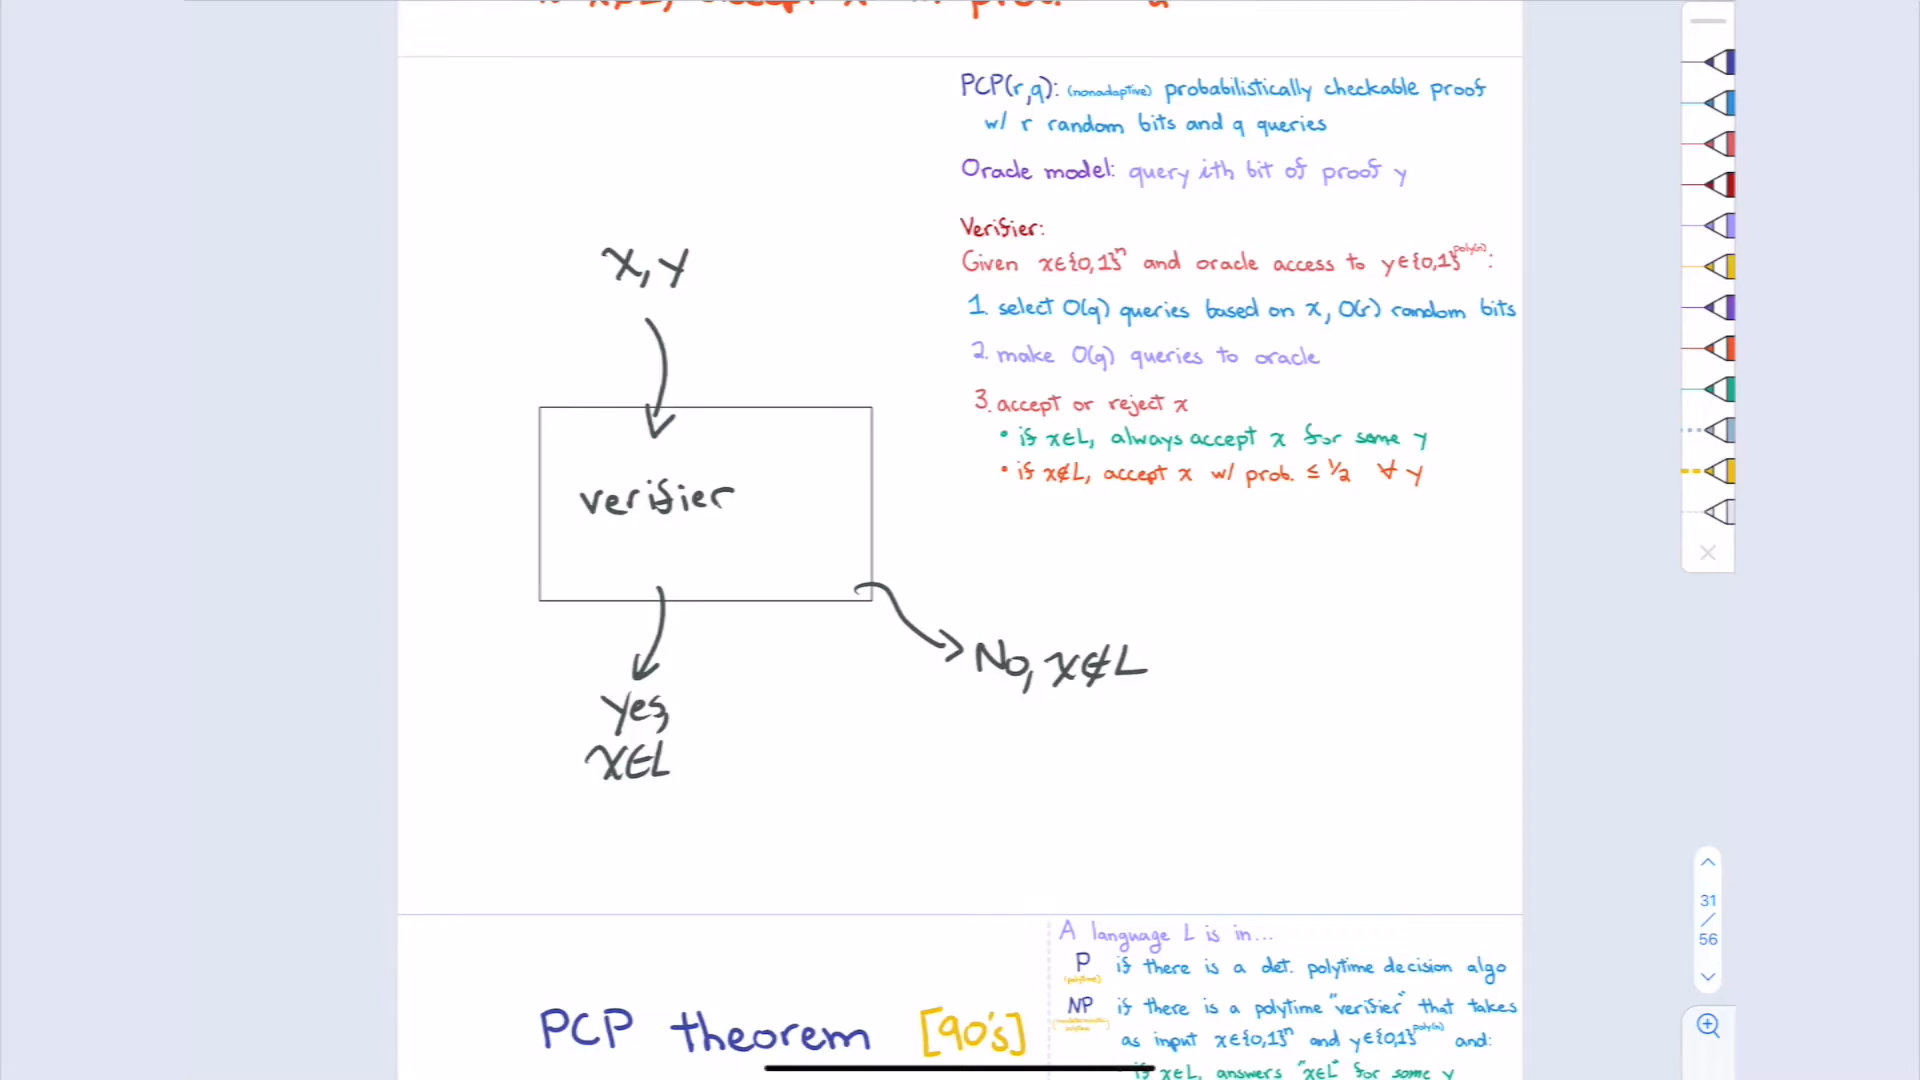 PCP(r,q): (nonadaptive) probabilistically checkable proof
w/ r random bits and q queries
Oracle model: query ith bit of proof y
Verifier:
Given x∈{0,1}^n and oracle access to y∈{0,1}^poly(n):
1. select O(q) queries based on x, O(r) random bits
2. make O(q) queries to oracle
3. accept or reject x
• if x∈L, always accept x for some y
• if x∉L, accept x w/ prob. ≤ 1/2 ∀ y
x, y
verifier
Yes,
x∈L
No, x∉L
PCP theorem [90's]
A language L is in...
P if there is a det. polytime decision algo
(polytime)
NP if there is a polytime "verifier" that takes
as input x∈{0,1}^n and y∈{0,1}^poly(n) and:
if x∈L, answers "x∈L" for some y
31
/
56